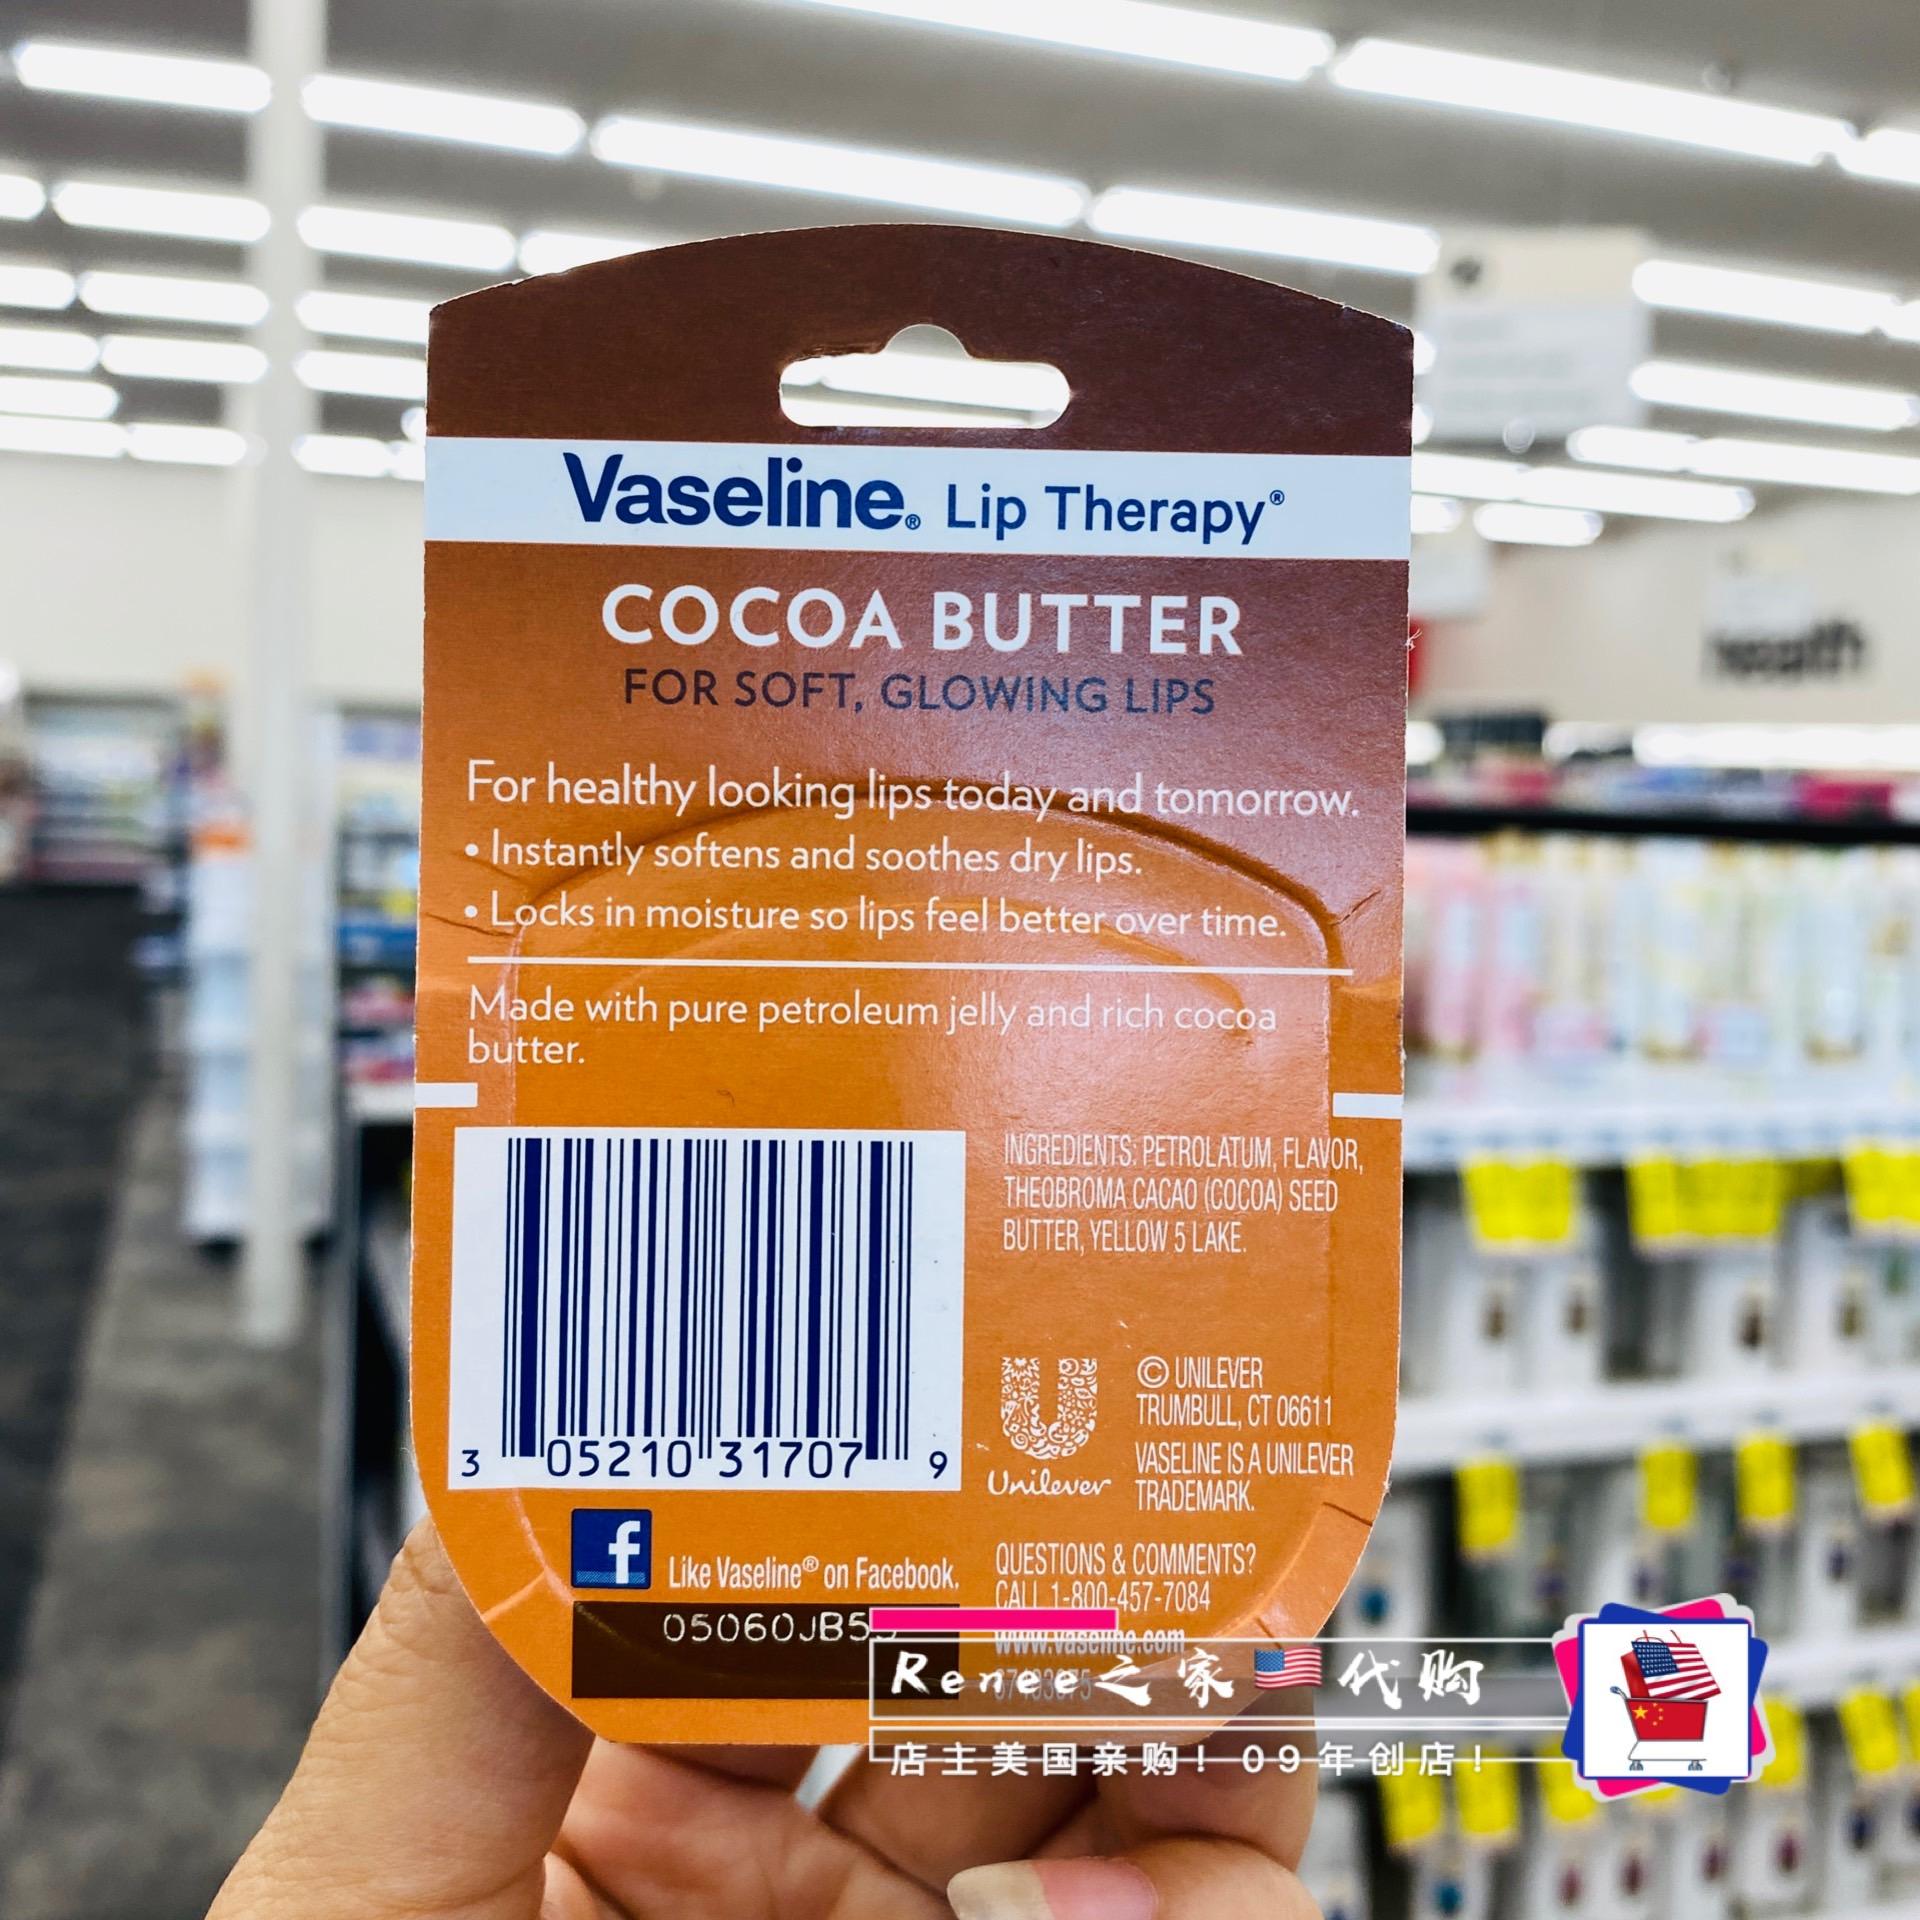 Vaseline® Lip Therapy®
COCOA BUTTER
FOR SOFT, GLOWING LIPS
For healthy looking lips today and tomorrow.
• Instantly softens and soothes dry lips.
• Locks in moisture so lips feel better over time.
Made with pure petroleum jelly and rich cocoa
butter.
INGREDIENTS: PETROLATUM, FLAVOR,
THEOBROMA CACAO (COCOA) SEED
BUTTER, YELLOW 5 LAKE.
3 05210 31707 9
Unilever
© UNILEVER
TRUMBULL, CT 06611
VASELINE IS A UNILEVER
TRADEMARK.
f
Like Vaseline® on Facebook.
QUESTIONS & COMMENTS?
CALL 1-800-457-7084
www.vaseline.com
health
Renee之家🇺🇸代购
店主美国亲购！09年创店！